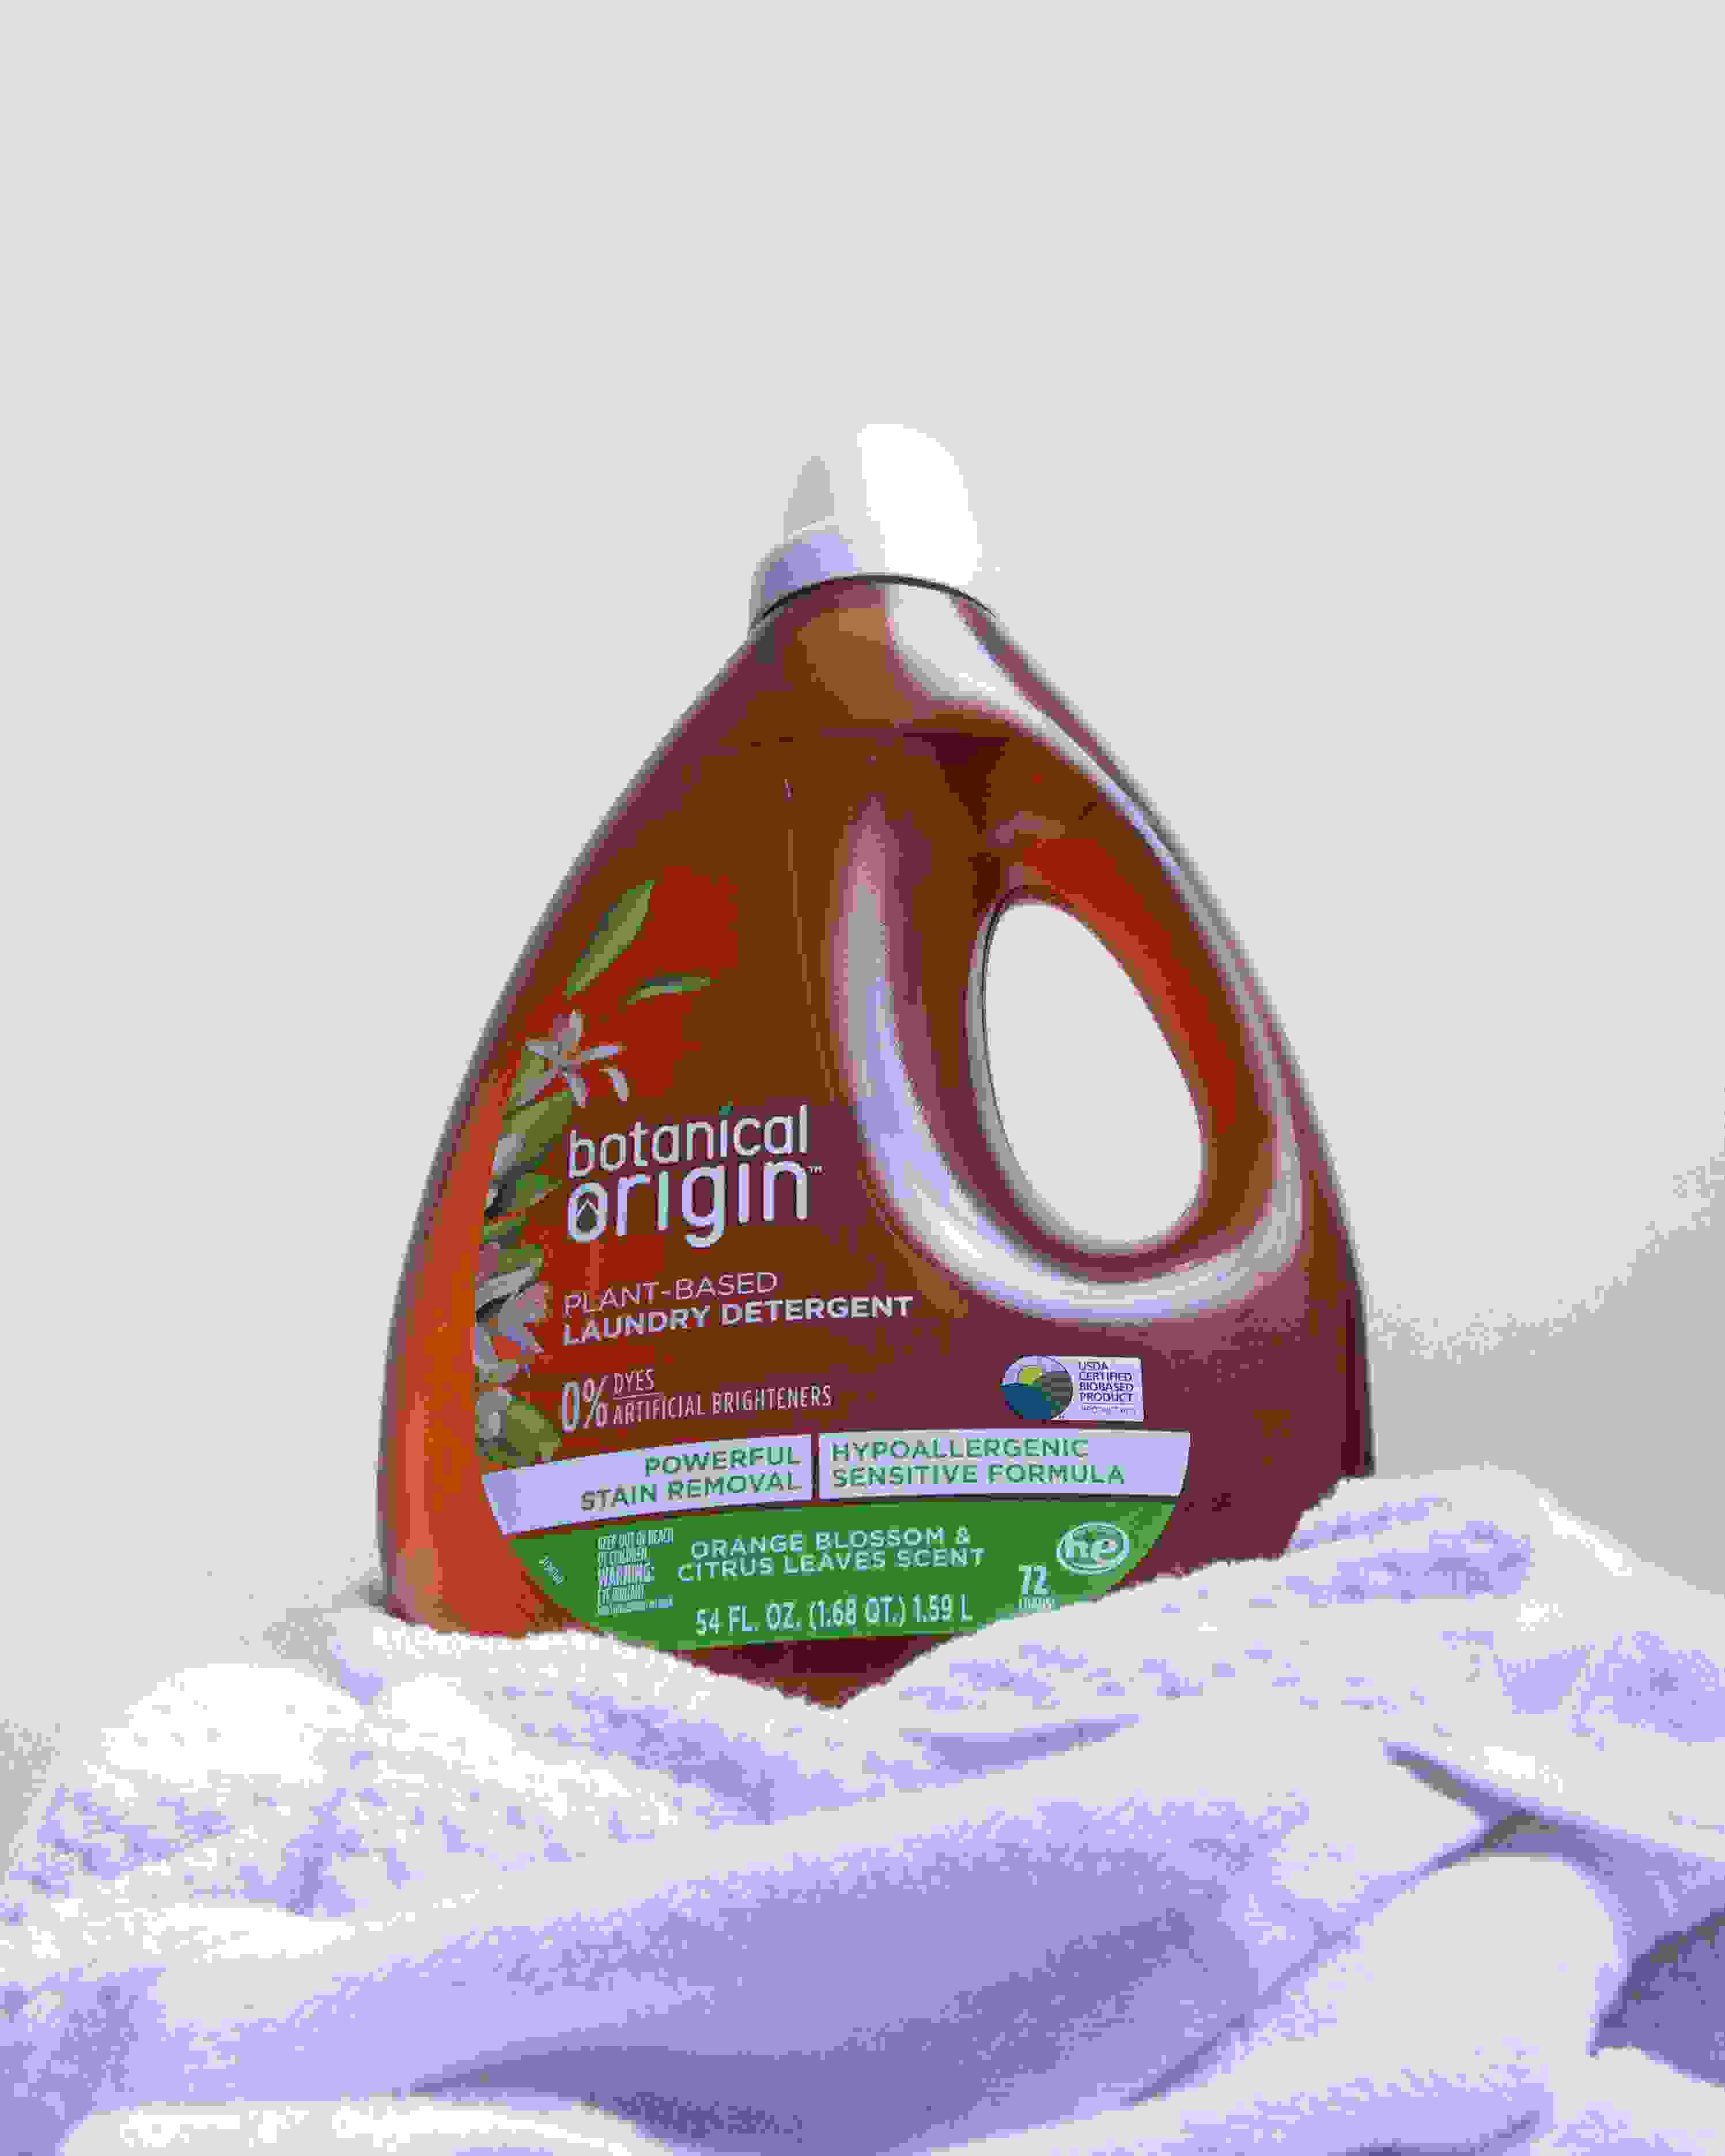 botanical
origin™
PLANT-BASED
LAUNDRY DETERGENT
0% DYES
ARTIFICIAL BRIGHTENERS
USDA
CERTIFIED
BIOBASED
PRODUCT
POWERFUL
STAIN REMOVAL
HYPOALLERGENIC
SENSITIVE FORMULA
KEEP OUT OF REACH
OF CHILDREN
WARNING:
EYE IRRITANT
ORANGE BLOSSOM &
CITRUS LEAVES SCENT
54 FL. OZ. (1.68 QT.) 1.59 L
72
he